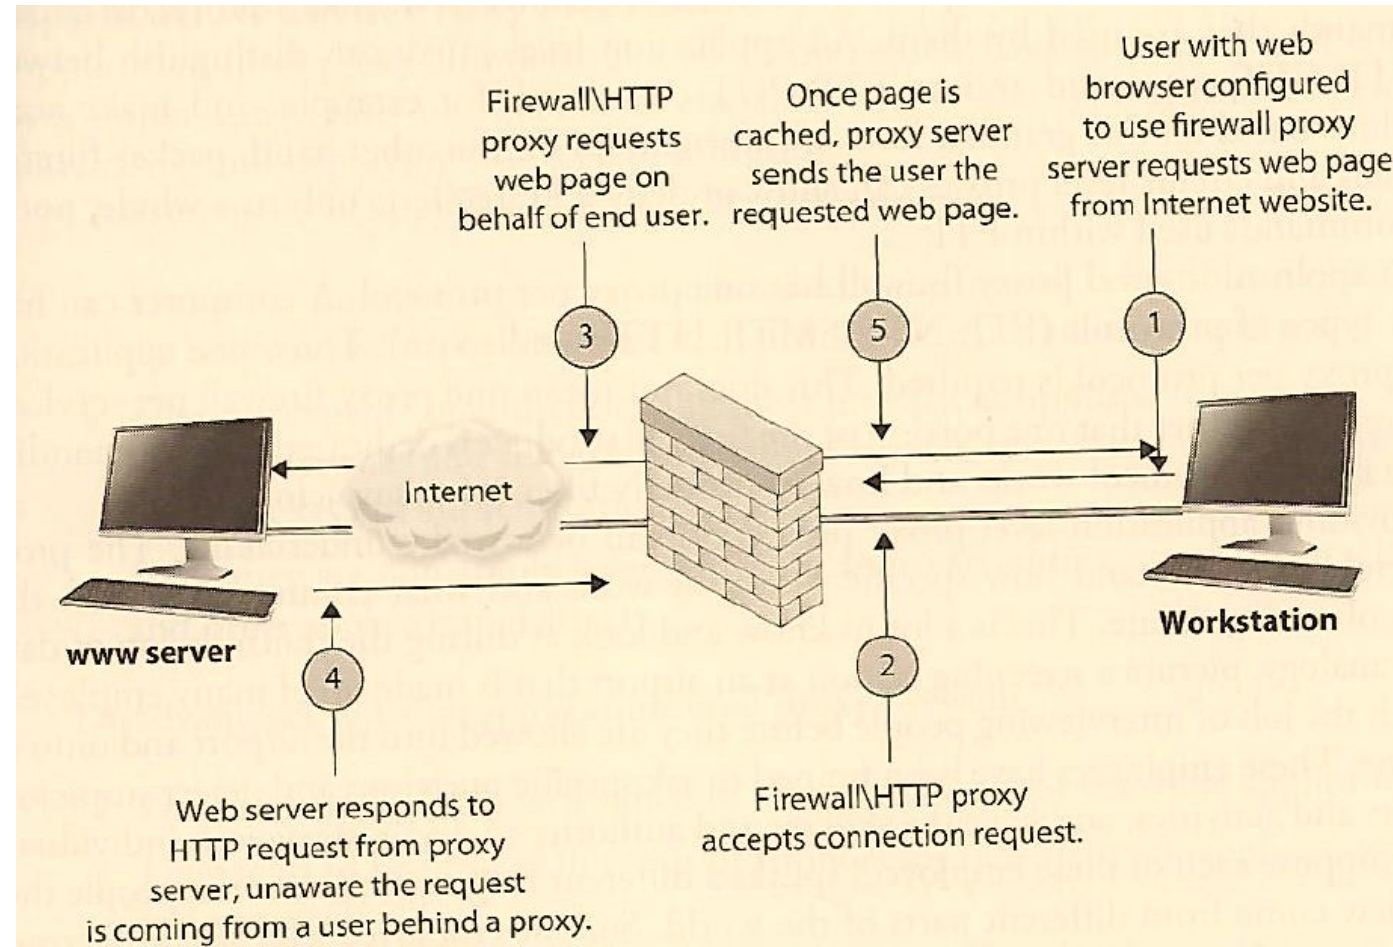 User with web
browser configured
to use firewall proxy
server requests web page
from Internet website.
1
Firewall\HTTP
proxy requests
web page on
behalf of end user.
3
Once page is
cached, proxy server
sends the user the
requested web page.
5
Internet
www server
Workstation
4
Web server responds to
HTTP request from proxy
server, unaware the request
is coming from a user behind a proxy.
2
Firewall\HTTP proxy
accepts connection request.